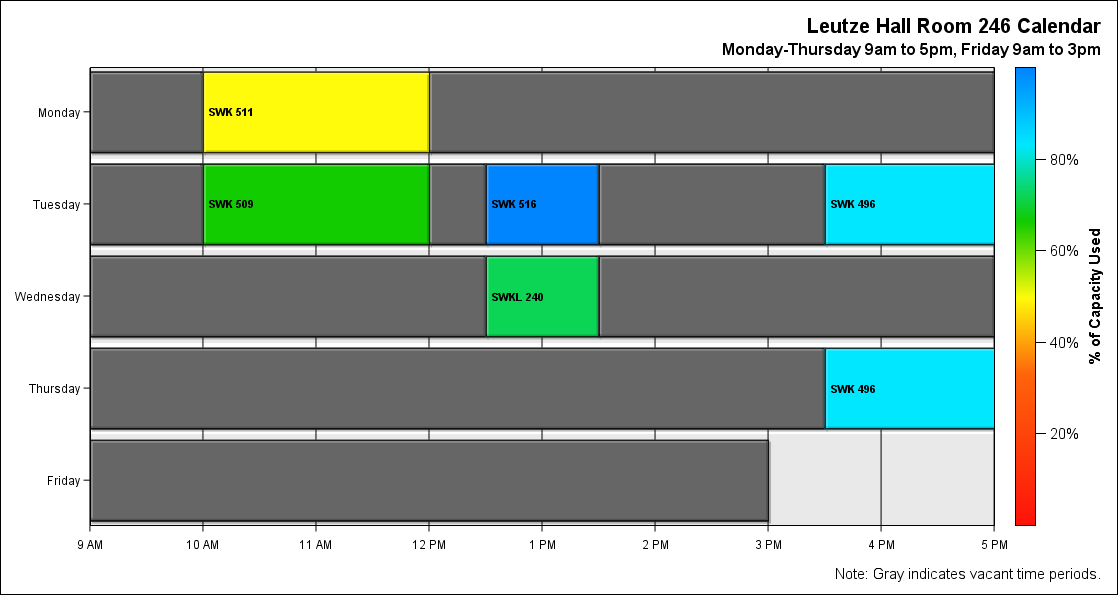 Leutze Hall Room 246 Calendar
Monday-Thursday 9am to 5pm, Friday 9am to 3pm
Monday
SWK 511
Tuesday
SWK 509
SWK 516
SWK 496
Wednesday
SWKL 240
Thursday
SWK 496
Friday
9 AM
10 AM
11 AM
12 PM
1 PM
2 PM
3 PM
4 PM
5 PM
80%
60%
40%
20%
% of Capacity Used
Note: Gray indicates vacant time periods.